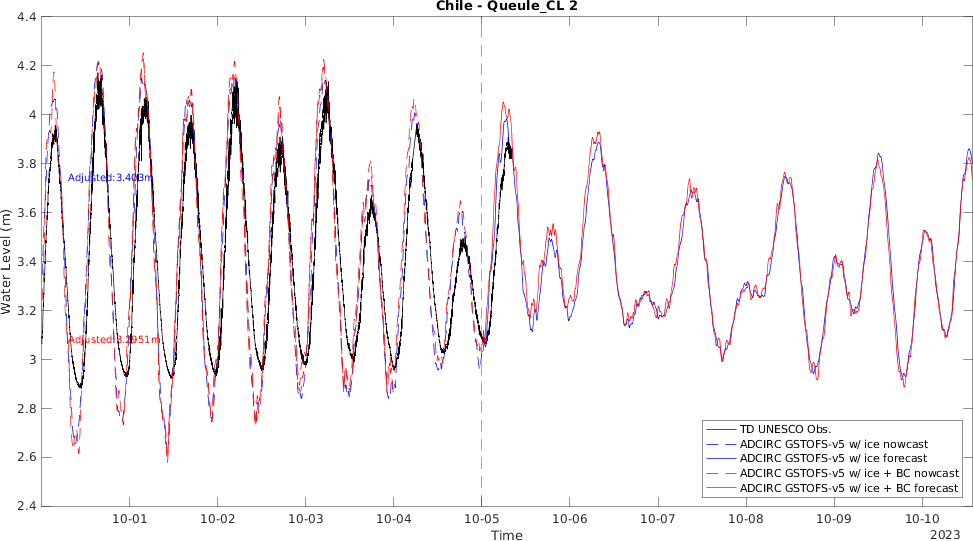 Chile - Queule_CL 2
4.4
4.2
4
3.8
3.6
3.4
3.2
3
2.8
2.6
2.4
Water Level (m)
Adjusted:3.403m
TD UNESCO Obs.
ADCIRC GSTOFS-v5 w/ ice nowcast
ADCIRC GSTOFS-v5 w/ ice forecast
ADCIRC GSTOFS-v5 w/ ice + BC nowcast
ADCIRC GSTOFS-v5 w/ ice + BC forecast
10-01
10-02
10-03
10-04
10-05
10-06
10-07
10-08
10-09
10-10
Time
2023